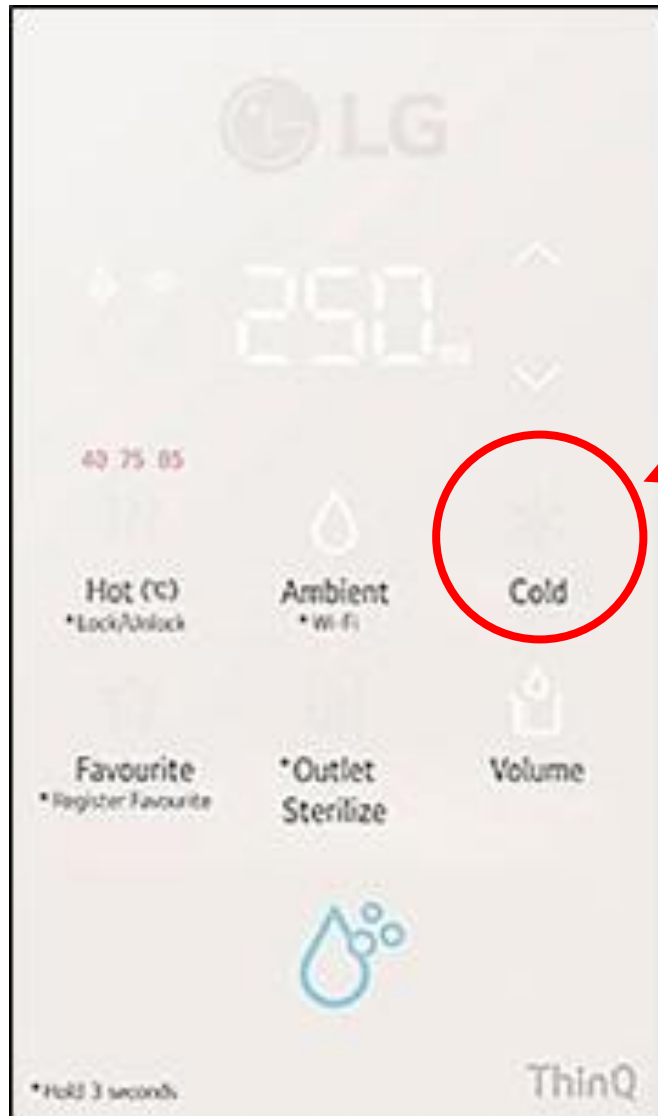 LG
250
40 75 85
Hot (℃) Ambient Cold
*Lock/Unlock *Wi-Fi
Favourite *Outlet Volume
*Register Favourite Sterilize
*Hold 3 seconds
ThinQ